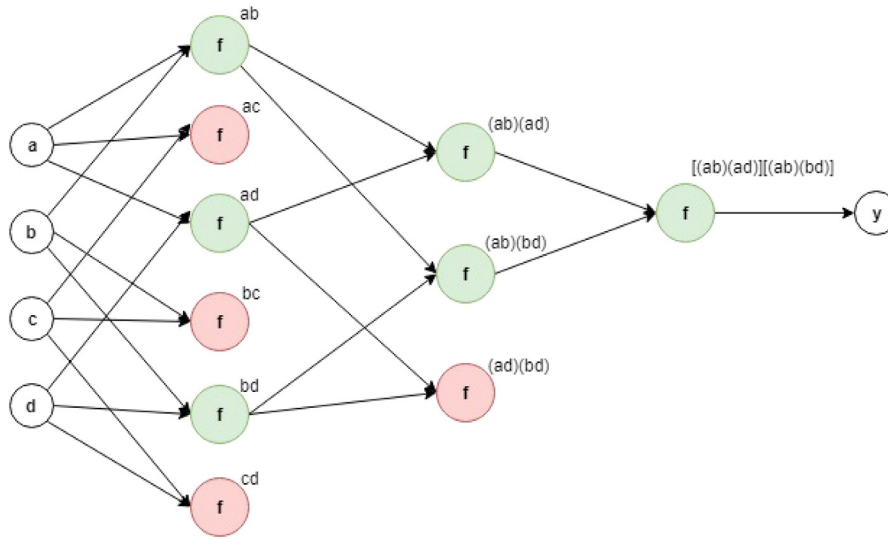 a
b
c
d
f ab
f ac
f ad
f bc
f bd
f cd
f (ab)(ad)
f (ab)(bd)
f (ad)(bd)
f [(ab)(ad)][(ab)(bd)]
y